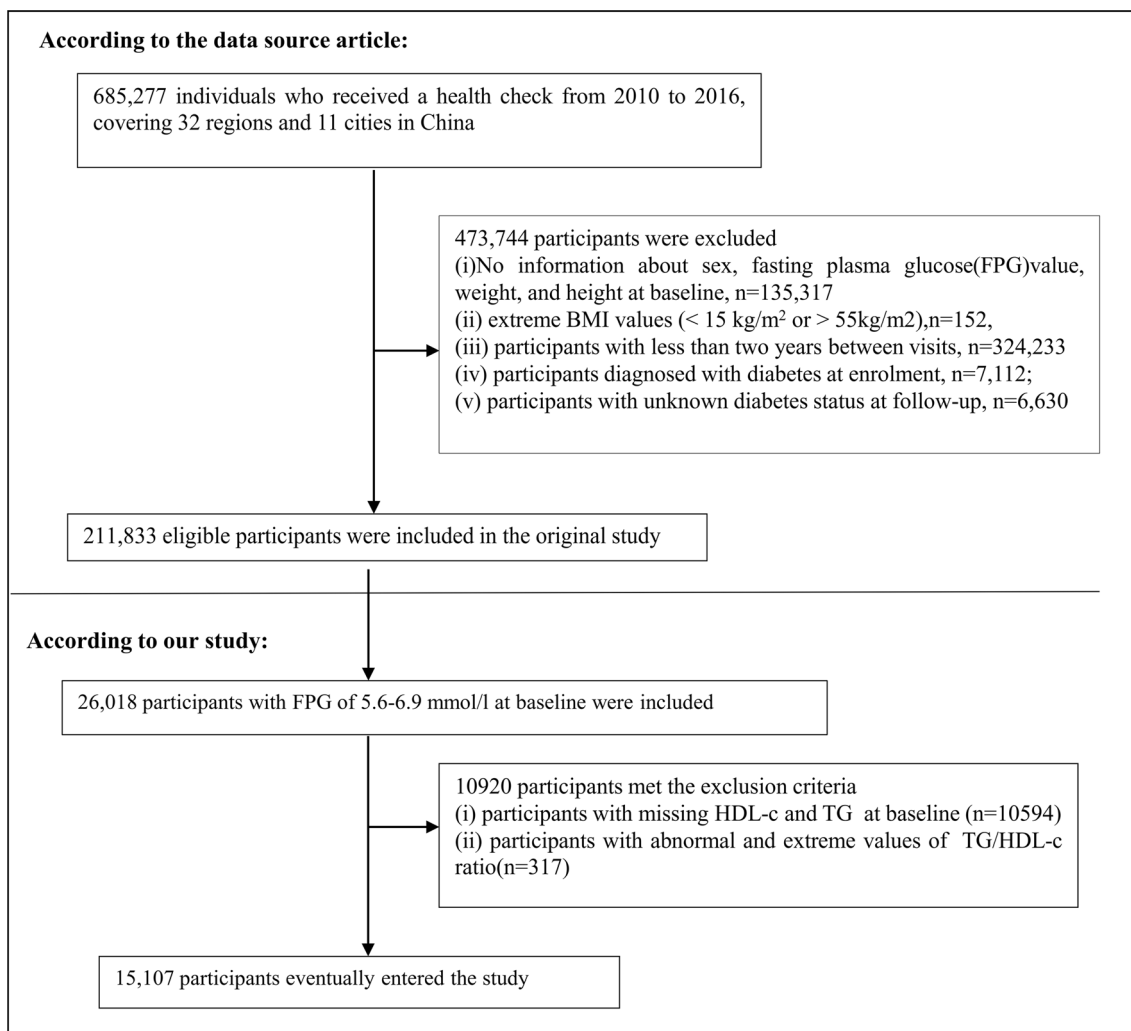 According to the data source article:
685,277 individuals who received a health check from 2010 to 2016,
covering 32 regions and 11 cities in China
473,744 participants were excluded
(i)No information about sex, fasting plasma glucose(FPG)value,
weight, and height at baseline, n=135,317
(ii) extreme BMI values (< 15 kg/m² or > 55kg/m2),n=152,
(iii) participants with less than two years between visits, n=324,233
(iv) participants diagnosed with diabetes at enrolment, n=7,112;
(v) participants with unknown diabetes status at follow-up, n=6,630
211,833 eligible participants were included in the original study
According to our study:
26,018 participants with FPG of 5.6-6.9 mmol/l at baseline were included
10920 participants met the exclusion criteria
(i) participants with missing HDL-c and TG at baseline (n=10594)
(ii) participants with abnormal and extreme values of TG/HDL-c
ratio(n=317)
15,107 participants eventually entered the study